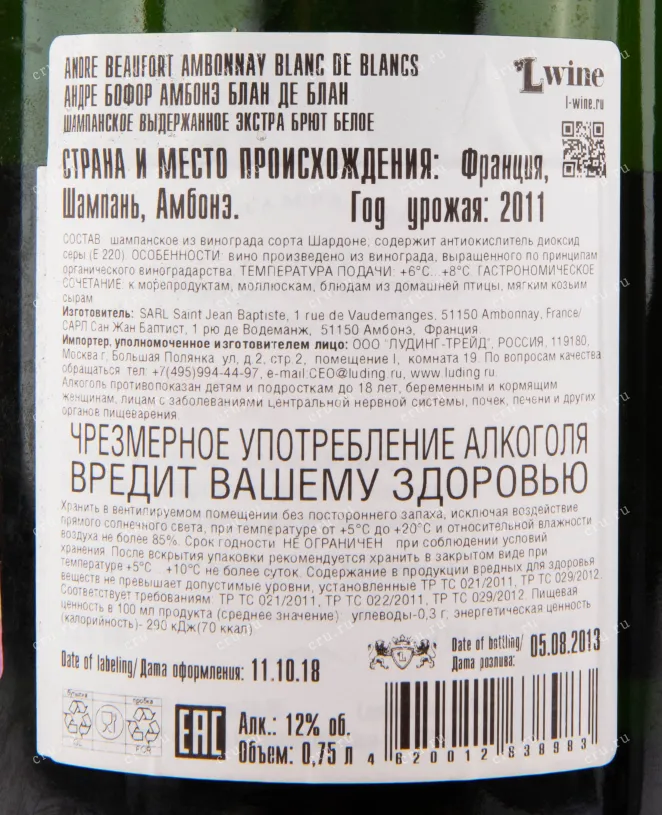 ANDRE BEAUFORT AMBONNAY BLANC DE BLANCS
АНДРЕ БОФОР АМБОНЭ БЛАН ДЕ БЛАН
ШАМПАНСКОЕ ВЫДЕРЖАННОЕ ЭКСТРА БРЮТ БЕЛОЕ
L wine
l-wine.ru
СТРАНА И МЕСТО ПРОИСХОЖДЕНИЯ: Франция,
Шампань, Амбонэ. Год урожая: 2011
СОСТАВ: шампанское из винограда сорта Шардоне, содержит антиокислитель диоксид
серы (Е 220). ОСОБЕННОСТИ: вино произведено из винограда, выращенного по принципам
органического виноградарства. ТЕМПЕРАТУРА ПОДАЧИ: +6°С...+8°С. ГАСТРОНОМИЧЕСКОЕ
СОЧЕТАНИЕ: к морепродуктам, моллюскам, блюдам из домашней птицы, мягким козьим
сырам
Изготовитель: SARL Saint Jean Baptiste, 1 rue de Vaudemanges, 51150 Ambonnay, France/
САРЛ Сан Жан Баптист, 1 рю де Водеманж, 51150 Амбонэ, Франция
Импортер, уполномоченное изготовителем лицо: ООО "ЛУДИНГ-ТРЕЙД", РОССИЯ, 119180,
Москва г, Большая Полянка ул, д.2, стр.2, помещение I, комната 19. По вопросам качества
обращаться тел: +7(495)994-44-97, e-mail:CEO@luding.ru, www.luding.ru.
Алкоголь противопоказан детям и подросткам до 18 лет, беременным и кормящим
женщинам, лицам с заболеваниями центральной нервной системы, почек, печени и других
органов пищеварения.
ЧРЕЗМЕРНОЕ УПОТРЕБЛЕНИЕ АЛКОГОЛЯ
ВРЕДИТ ВАШЕМУ ЗДОРОВЬЮ
Хранить в вентилируемом помещении без постороннего запаха, исключая воздействие
прямого солнечного света, при температуре от +5°С до +20°С и относительной влажности
воздуха не более 85%. Срок годности НЕ ОГРАНИЧЕН при соблюдении условий
хранения. После вскрытия упаковки рекомендуется хранить в закрытом виде при
температуре +5°С...+10°С не более суток. Содержание в продукции вредных для здоровья
веществ не превышает допустимые уровни, установленные ТР ТС 021/2011, ТР ТС 029/2012.
Соответствует требованиям: ТР ТС 021/2011, ТР ТС 022/2011, ТР ТС 029/2012. Пищевая
ценность в 100 мл продукта (среднее значение): углеводы-0,3 г, энергетическая ценность
(калорийность)- 290 кДж(70 ккал)
Date of labeling/Дата оформления: 11.10.18
Date of bottling/ 05.08.2013
Дата розлива:
бутылка пробка
FOR
EAC
Алк.: 12% об.
Объем: 0,75 л
4 620012 838983
cru.ru